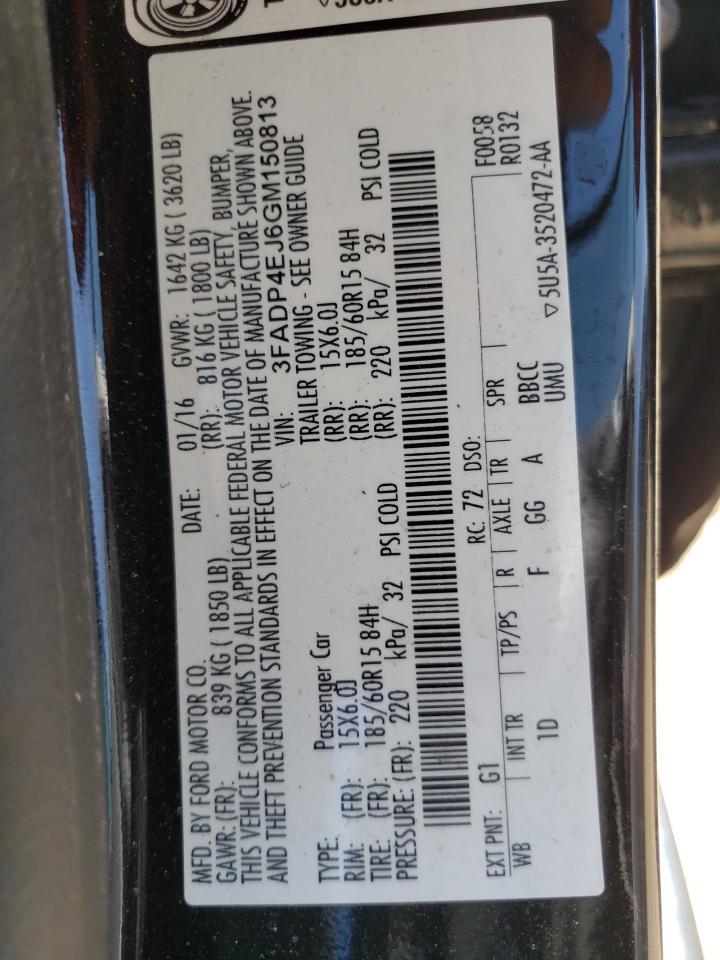 MFD. BY FORD MOTOR CO. DATE: 01/16 GVWR: 1642 KG ( 3620 LB)
GAWR: (FR): 839 KG ( 1850 LB) (RR): 816 KG ( 1800 LB)
THIS VEHICLE CONFORMS TO ALL APPLICABLE FEDERAL MOTOR VEHICLE SAFETY, BUMPER,
AND THEFT PREVENTION STANDARDS IN EFFECT ON THE DATE OF MANUFACTURE SHOWN ABOVE.
VIN: 3FADP4EJ6GM150813
TYPE: Passenger Car TRAILER TOWING - SEE OWNER GUIDE
RIM: (FR): 15X6.0J (RR): 15X6.0J
TIRE: (FR): 185/60R15 84H (RR): 185/60R15 84H
PRESSURE: (FR): 220 kPa/ 32 PSI COLD (RR): 220 kPa/ 32 PSI COLD
RC: 72 DSO: F0058
EXT PNT: G1 R0132
WB INT TR TP/PS R AXLE TR SPR
1D F GG A BBCC
UMU
▽5U5A-3520472-AA